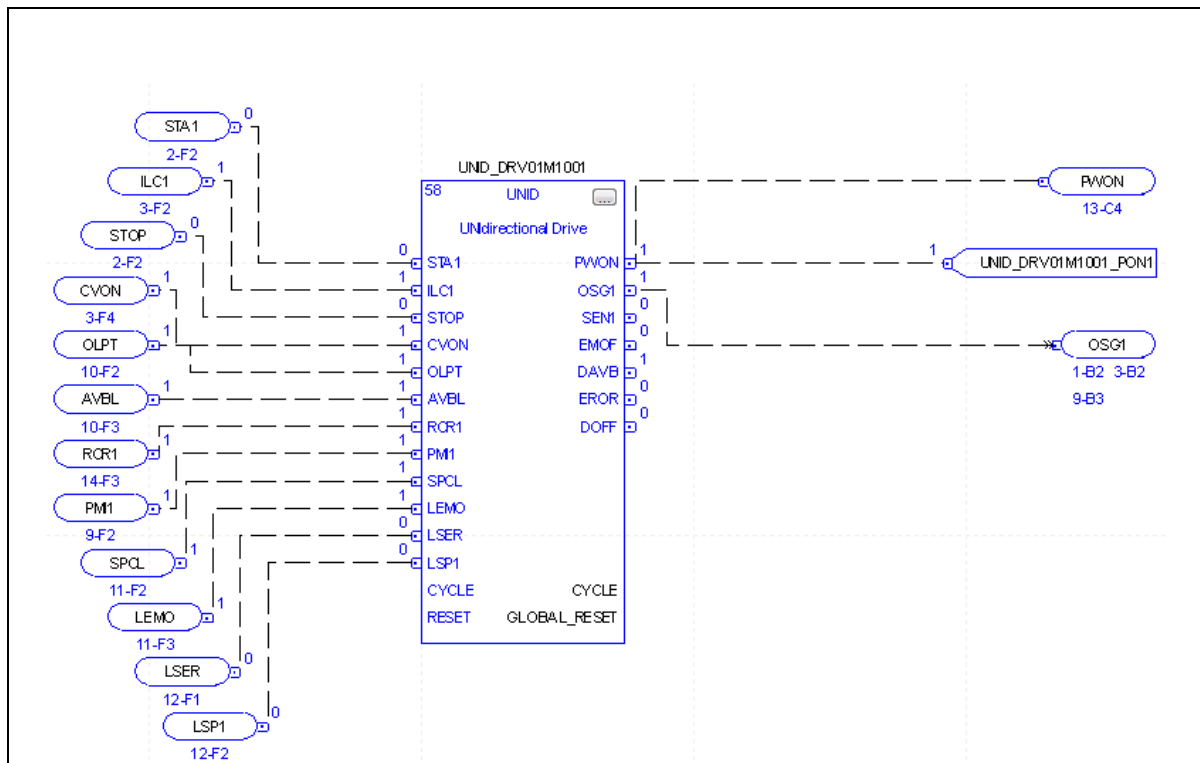 0
STA1
2-F2
1
ILC1
3-F2
0
STOP
2-F2
1
CVON
3-F4
1
OLPT
10-F2
1
AVBL
10-F3
1
RCR1
14-F3
1
PMI1
9-F2
1
SPCL
11-F2
1
LEMO
11-F3
0
LSER
12-F1
0
LSP1
12-F2
UNID_DRV01M1001
58 UNID ...
UNIdirectional Drive
0 STA1 PWON 1
1 ILC1 OSG1 1
0 STOP SEN1 0
1 CVON EMOF 0
1 OLPT DAVB 1
1 AVBL EROR 0
1 RCR1 DOFF 0
1 PMI1
1 SPCL
1 LEMO
0 LSER
0 LSP1
CYCLE CYCLE
RESET GLOBAL_RESET
PWON
13-C4
1 UNID_DRV01M1001_PON1
OSG1
1-B2 3-B2
9-B3